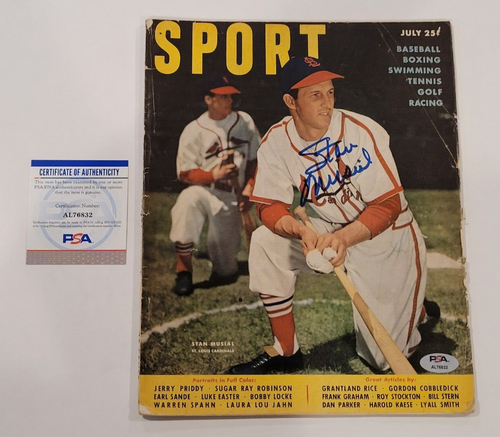 SPORT
JULY 25¢
BASEBALL
BOXING
SWIMMING
TENNIS
GOLF
RACING
Stan Musial
CERTIFICATE OF AUTHENTICITY
Certification Number
AL76832
PSA
STAN MUSIAL
ST. LOUIS CARDINALS
PSA
AL76832
Portraits in Full Color:
JERRY PRIDDY · SUGAR RAY ROBINSON
EARL SANDE · LUKE EASTER · BOBBY LOCKE
WARREN SPAHN · LAURA LOU JAHN
Great Articles by:
GRANTLAND RICE · GORDON COBBLEDICK
FRANK GRAHAM · ROY STOCKTON · BILL STERN
DAN PARKER · HAROLD KAESE · LYALL SMITH